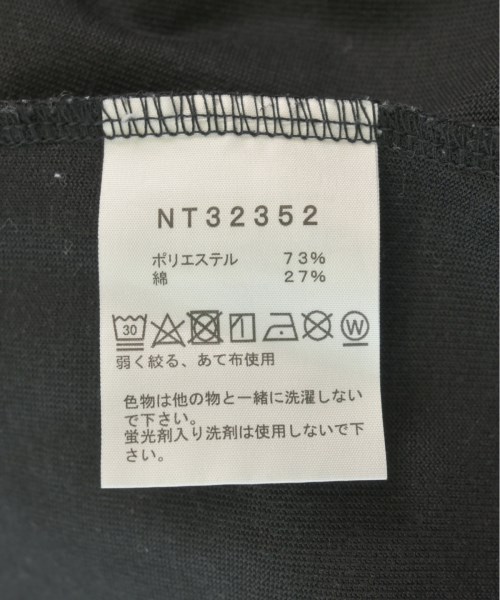 NT32352
ポリエステル 73%
綿 27%
30 W
弱く絞る、あて布使用
色物は他の物と一緒に洗濯しない
で下さい。
蛍光剤入り洗剤は使用しないで下
さい。